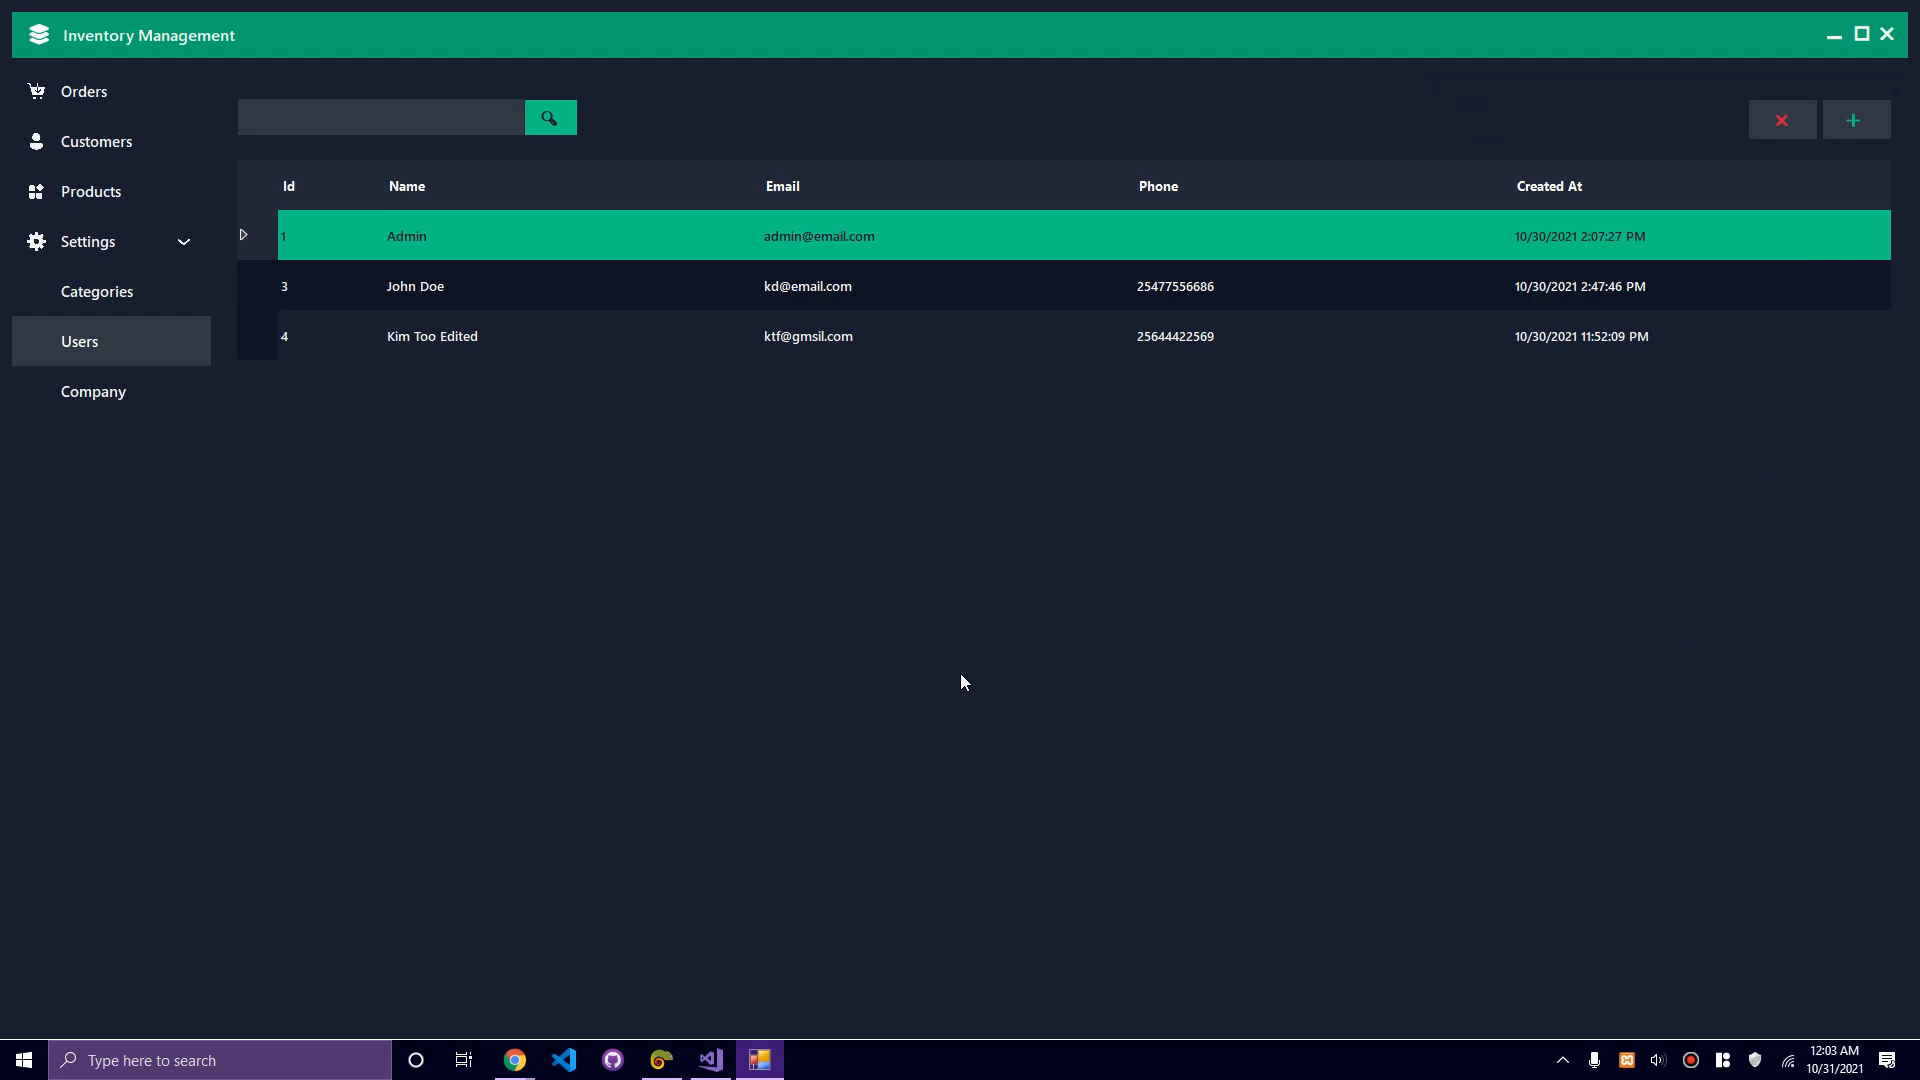 Inventory Management
Orders
Customers
Products
Settings
Categories
Users
Company
Id Name Email Phone Created At
1 Admin admin@email.com 10/30/2021 2:07:27 PM
3 John Doe kd@email.com 25477556686 10/30/2021 2:47:46 PM
4 Kim Too Edited ktf@gmsil.com 25644422569 10/30/2021 11:52:09 PM
Type here to search
12:03 AM
10/31/2021